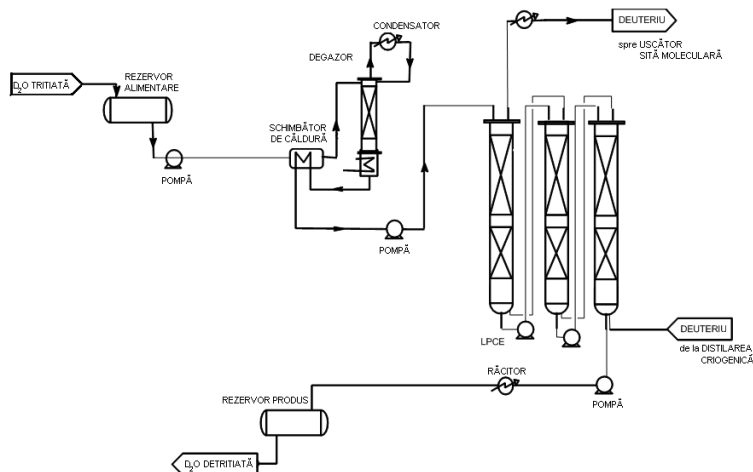 CONDENSATOR
DEUTERIU
spre USCĂTOR
SITĂ MOLECULARĂ
DEGAZOR
D₂O TRITIATĂ
REZERVOR
ALIMENTARE
SCHIMBĂTOR
DE CĂLDURĂ
POMPĂ
POMPĂ
LPCE
DEUTERIU
de la DISTILAREA
CRIOGENICĂ
RĂCITOR
REZERVOR PRODUS
POMPĂ
D₂O DETRITIATĂ